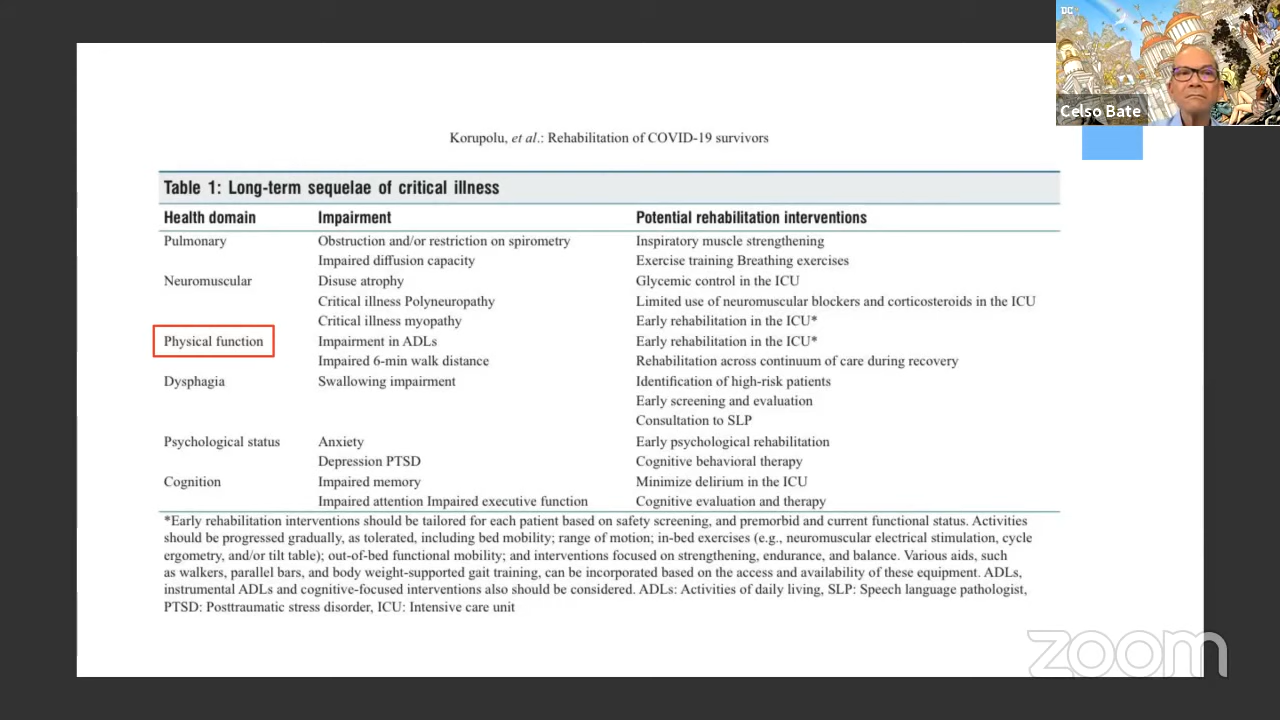 DC
Celso Bate
Korupolu, et al.: Rehabilitation of COVID-19 survivors
Table 1: Long-term sequelae of critical illness
Health domain Impairment Potential rehabilitation interventions
Pulmonary Obstruction and/or restriction on spirometry Inspiratory muscle strengthening
Impaired diffusion capacity Exercise training Breathing exercises
Neuromuscular Disuse atrophy Glycemic control in the ICU
Critical illness Polyneuropathy Limited use of neuromuscular blockers and corticosteroids in the ICU
Critical illness myopathy Early rehabilitation in the ICU*
Physical function Impairment in ADLs Early rehabilitation in the ICU*
Impaired 6-min walk distance Rehabilitation across continuum of care during recovery
Dysphagia Swallowing impairment Identification of high-risk patients
Early screening and evaluation
Consultation to SLP
Psychological status Anxiety Early psychological rehabilitation
Depression PTSD Cognitive behavioral therapy
Cognition Impaired memory Minimize delirium in the ICU
Impaired attention Impaired executive function Cognitive evaluation and therapy
*Early rehabilitation interventions should be tailored for each patient based on safety screening, and premorbid and current functional status. Activities
should be progressed gradually, as tolerated, including bed mobility; range of motion; in-bed exercises (e.g., neuromuscular electrical stimulation, cycle
ergometry, and/or tilt table); out-of-bed functional mobility; and interventions focused on strengthening, endurance, and balance. Various aids, such
as walkers, parallel bars, and body weight-supported gait training, can be incorporated based on the access and availability of these equipment. ADLs,
instrumental ADLs and cognitive-focused interventions also should be considered. ADLs: Activities of daily living, SLP: Speech language pathologist,
PTSD: Posttraumatic stress disorder, ICU: Intensive care unit
zoom